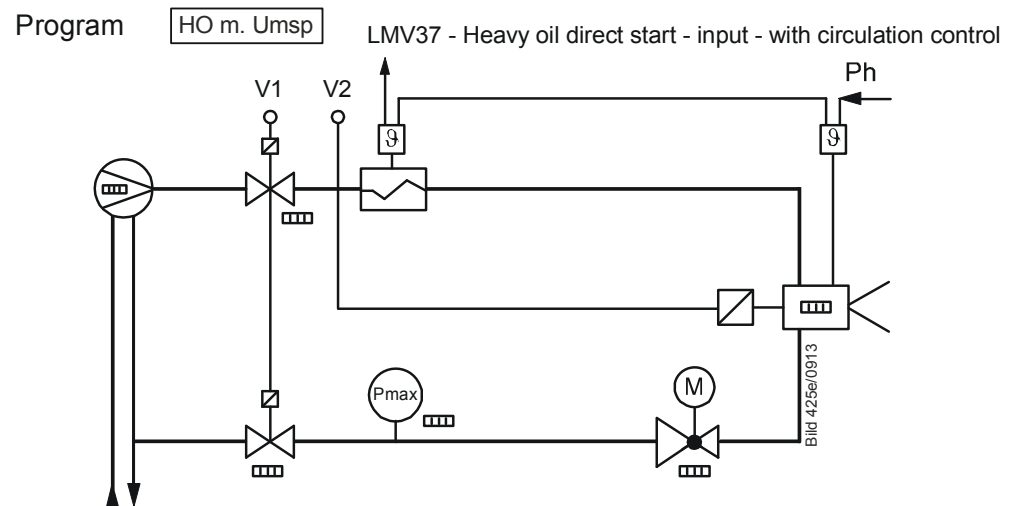 Program
HO m. Umsp
LMV37 - Heavy oil direct start - input - with circulation control
Ph
V1
V2
ϑ
ϑ
Pmax
M
Bild 425e/0913